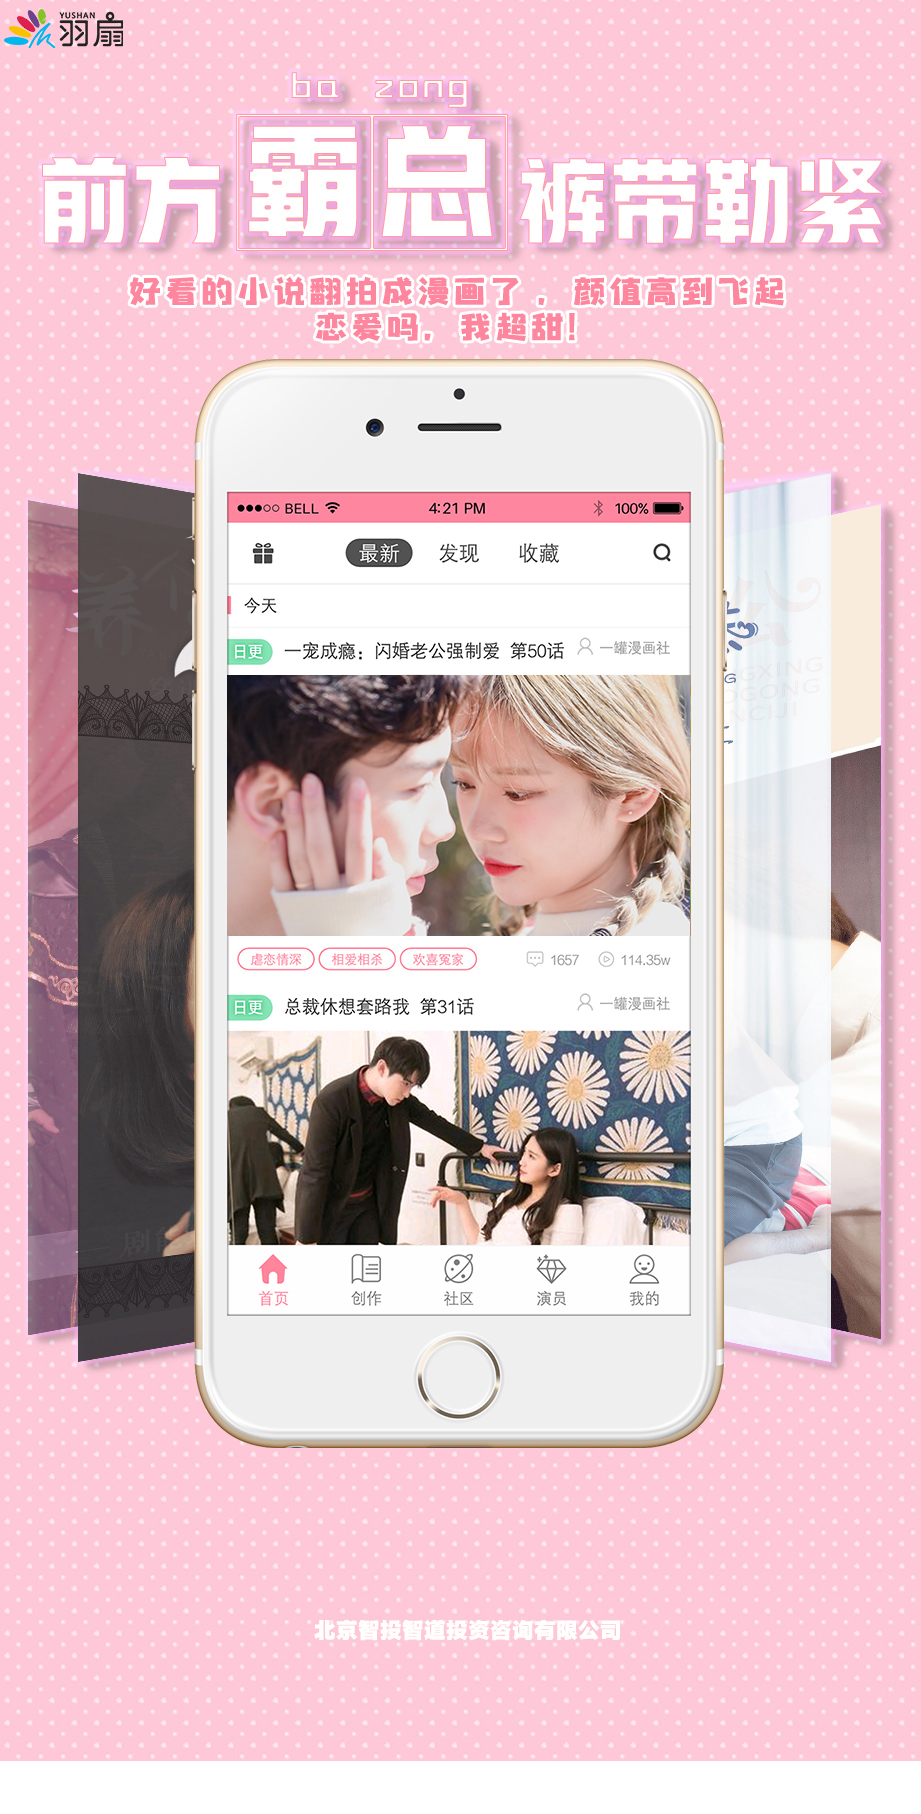 YUSHAN
羽扇
ba zong
前方霸总裤带勒紧
好看的小说翻拍成漫画了，颜值高到飞起
恋爱吗，我超甜!
BELL 4:21 PM 100%
最新 发现 收藏
今天
日更 一宠成瘾：闪婚老公强制爱 第50话 一罐漫画社
虐恋情深 相爱相杀 欢喜冤家 1657 114.35w
日更 总裁休想套路我 第31话 一罐漫画社
首页 创作 社区 演员 我的
养
剧
GXING
GONG
NCIJI
北京智投智道投资咨询有限公司